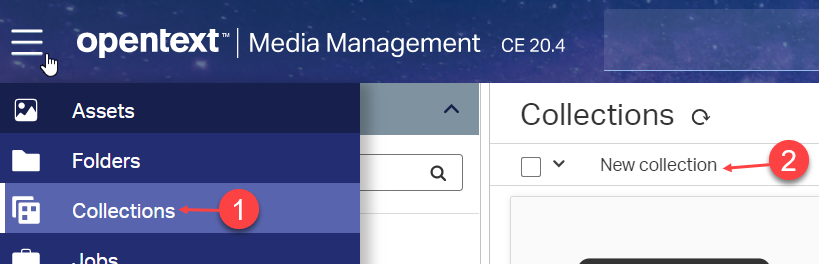 opentext™ | Media Management CE 20.4
Assets
Folders
Collections
1
Jobs
Collections
New collection
2